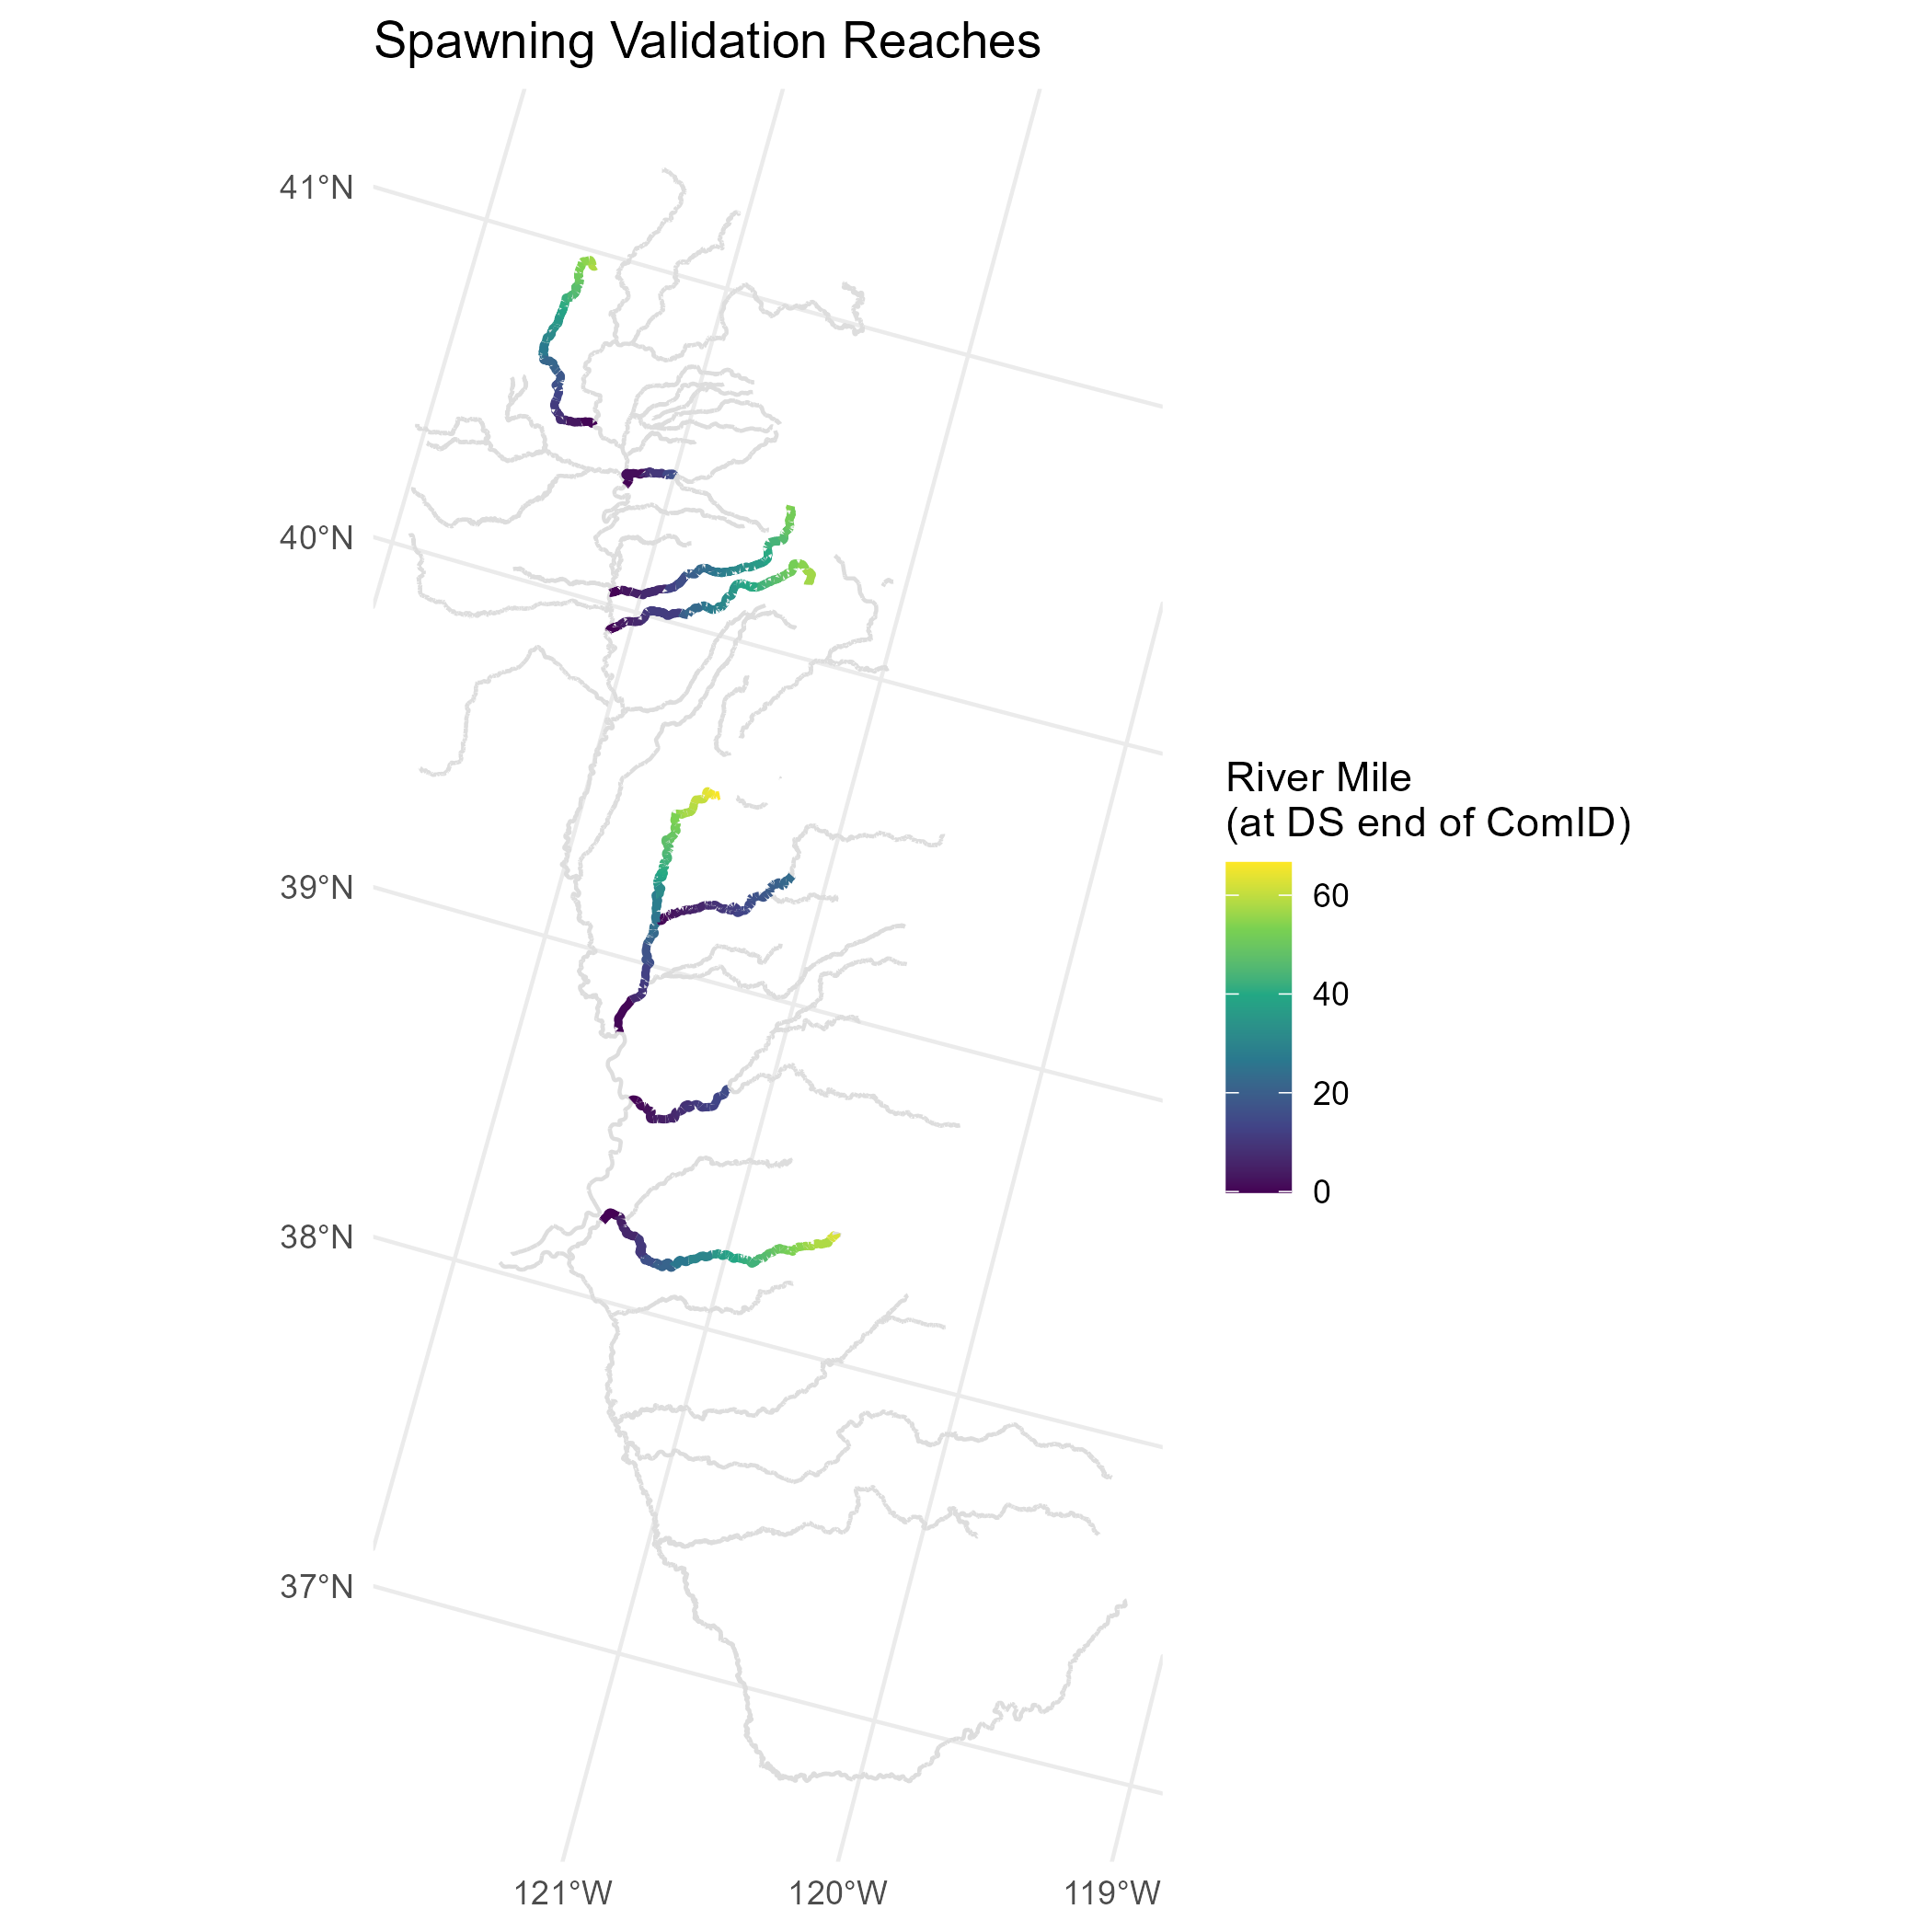 Spawning Validation Reaches
41°N
40°N
39°N
38°N
37°N
121°W
120°W
119°W
River Mile
(at DS end of ComID)
60
40
20
0